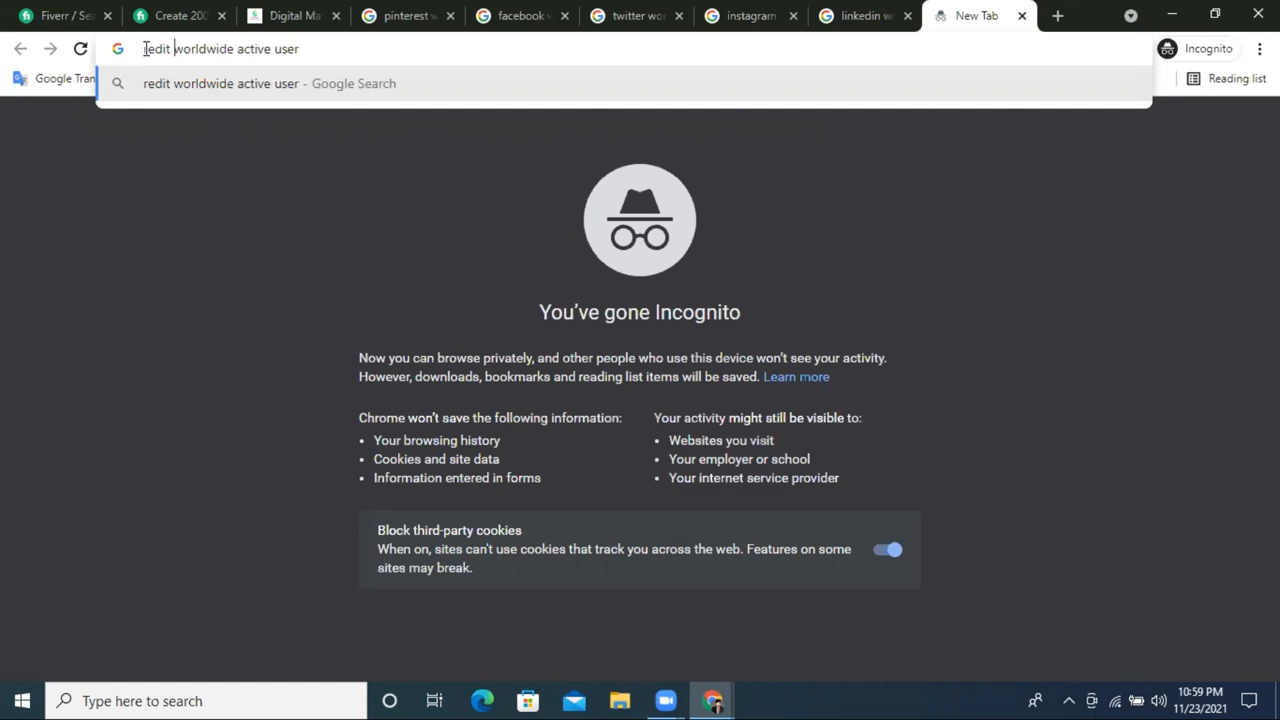 Fiverr / Sea
Create 200
Digital Ma
pinterest w
facebook v
twitter wor
instagram
linkedin w
New Tab
redit worldwide active user
Incognito
redit worldwide active user - Google Search
Google Tran
Reading list
You've gone Incognito
Now you can browse privately, and other people who use this device won't see your activity.
However, downloads, bookmarks and reading list items will be saved. Learn more
Chrome won't save the following information:
• Your browsing history
• Cookies and site data
• Information entered in forms
Your activity might still be visible to:
• Websites you visit
• Your employer or school
• Your internet service provider
Block third-party cookies
When on, sites can't use cookies that track you across the web. Features on some
sites may break.
Type here to search
10:59 PM
11/23/2021